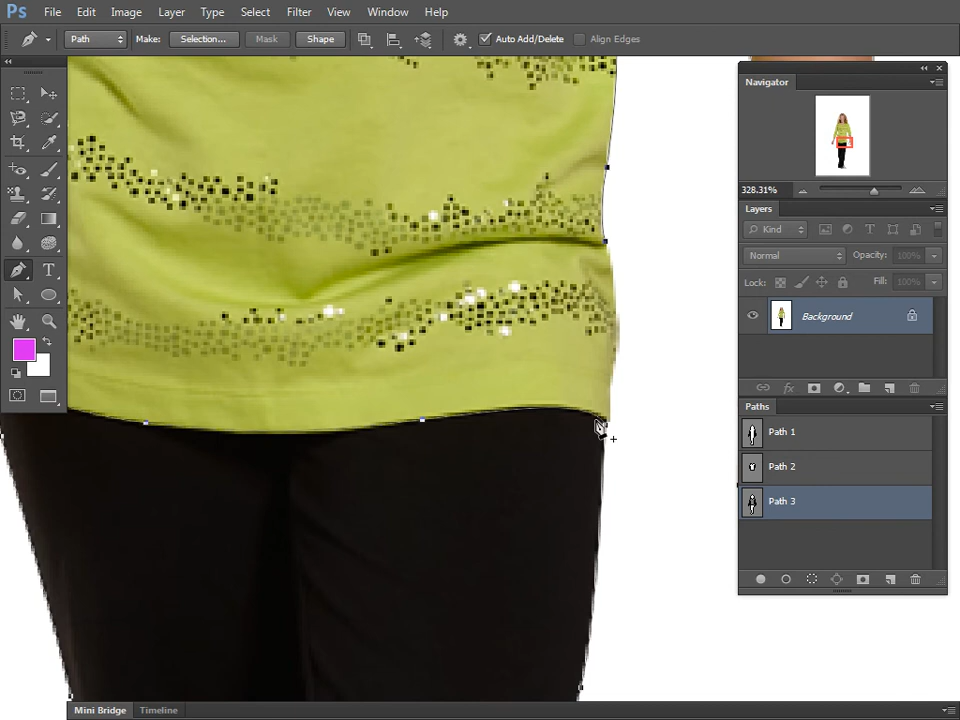 Ps File Edit Image Layer Type Select Filter View Window Help
Path Make: Selection... Mask Shape Auto Add/Delete Align Edges
Navigator
328.31%
Layers
Kind
Normal Opacity: 100%
Lock: Fill: 100%
Background
Paths
Path 1
Path 2
Path 3
Mini Bridge Timeline